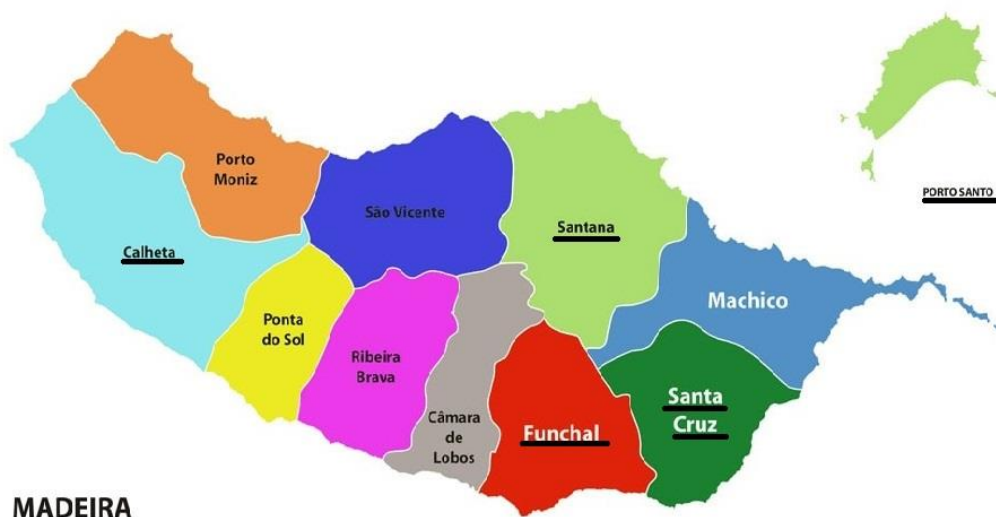 Porto
Moniz
São Vicente
PORTO SANTO
Calheta
Santana
Machico
Ponta
do Sol
Ribeira
Brava
Câmara
de
Lobos
Funchal
Santa
Cruz
MADEIRA